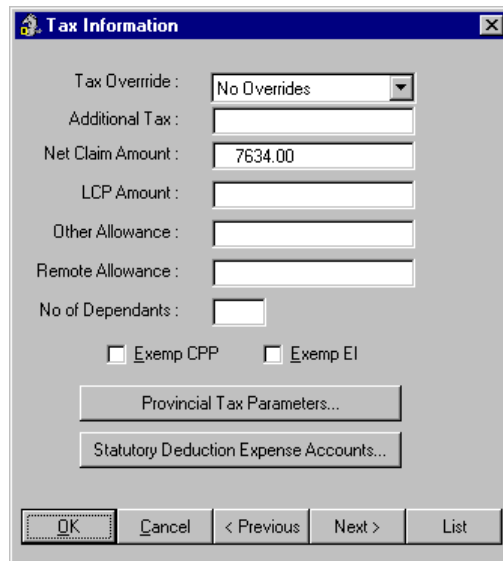 Tax Information
Tax Overrride : No Overrides
Additional Tax :
Net Claim Amount : 7634.00
LCP Amount :
Other Allowance :
Remote Allowance :
No of Dependants :
Exemp CPP Exemp EI
Provincial Tax Parameters...
Statutory Deduction Expense Accounts...
OK Cancel < Previous Next > List